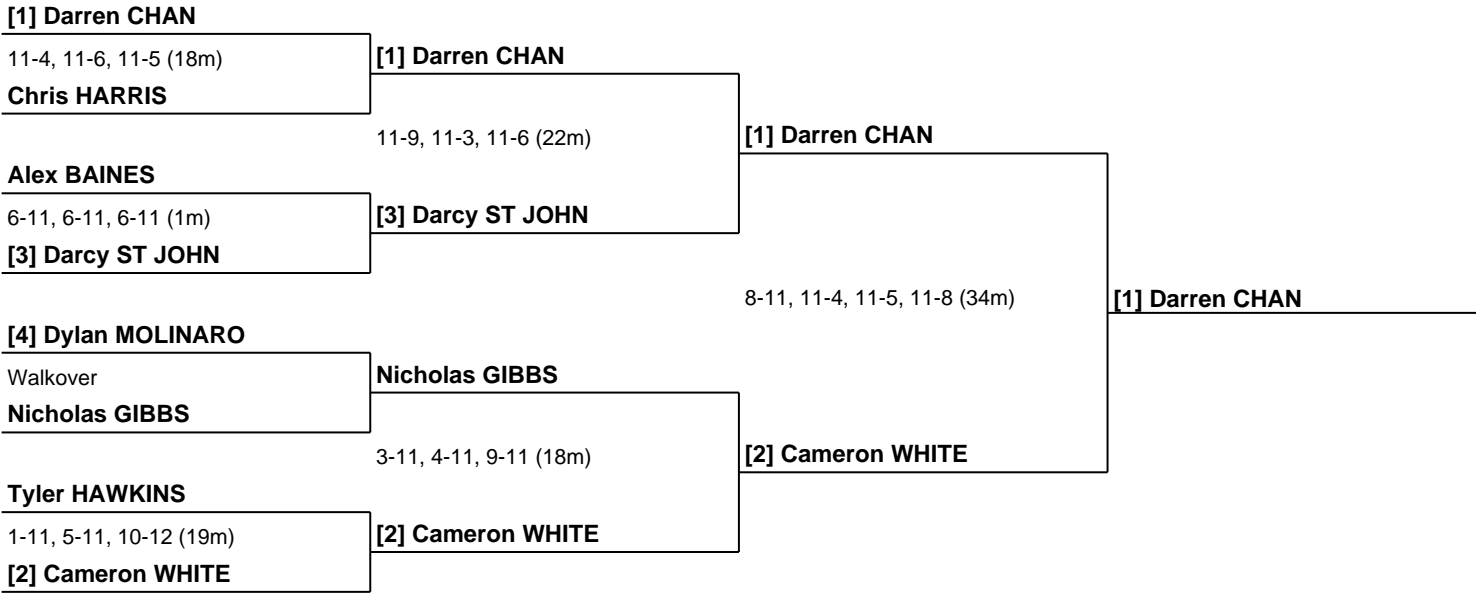 [1] Darren CHAN
11-4, 11-6, 11-5 (18m)
Chris HARRIS
Alex BAINES
6-11, 6-11, 6-11 (1m)
[3] Darcy ST JOHN
[4] Dylan MOLINARO
Walkover
Nicholas GIBBS
Tyler HAWKINS
1-11, 5-11, 10-12 (19m)
[2] Cameron WHITE
[1] Darren CHAN
11-9, 11-3, 11-6 (22m)
[3] Darcy ST JOHN
Nicholas GIBBS
3-11, 4-11, 9-11 (18m)
[2] Cameron WHITE
[1] Darren CHAN
8-11, 11-4, 11-5, 11-8 (34m)
[2] Cameron WHITE
[1] Darren CHAN